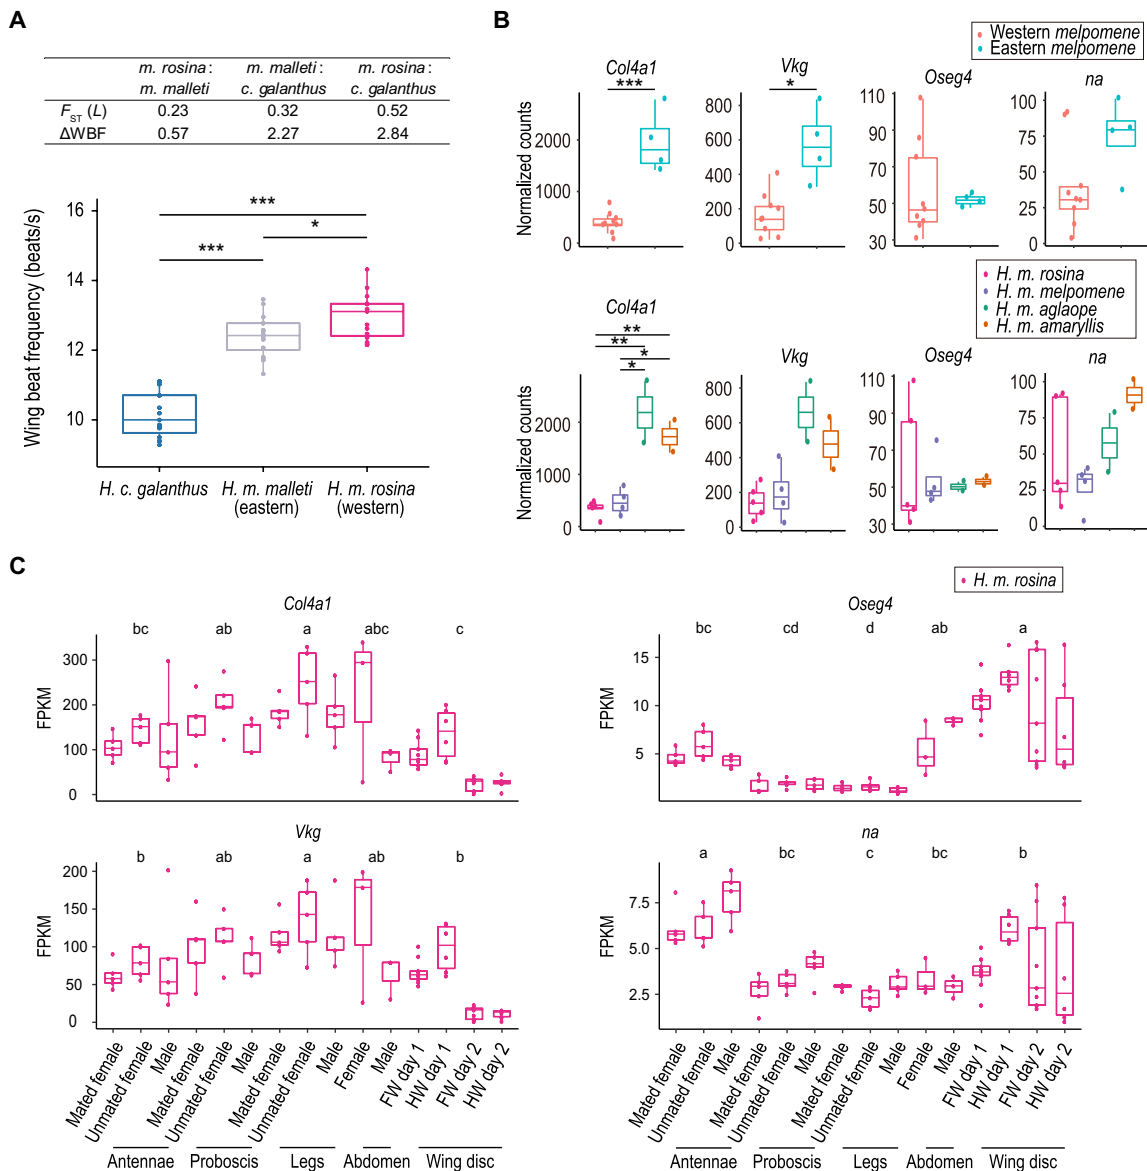 A
m. rosina : m. malleti : m. rosina :
m. malleti c. galanthus c. galanthus
FST (L) 0.23 0.32 0.52
ΔWBF 0.57 2.27 2.84
Wing beat frequency (beats/s)
16
14
12
10
***
***
*
H. c. galanthus
H. m. malleti
(eastern)
H. m. rosina
(western)
B
Western melpomene
Eastern melpomene
Col4a1
***
Normalized counts
2000
1000
0
Vkg
*
800
600
400
200
0
Oseg4
110
90
70
50
30
na
100
75
50
25
0
H. m. rosina
H. m. melpomene
H. m. aglaope
H. m. amaryllis
Col4a1
**
**
*
*
Normalized counts
2000
1000
0
Vkg
800
600
400
200
0
Oseg4
110
90
70
50
30
na
100
75
50
25
0
C
H. m. rosina
Col4a1
bc ab a abc c
FPKM
300
200
100
0
Oseg4
bc cd d ab a
FPKM
15
10
5
Vkg
b ab a ab b
FPKM
200
150
100
50
0
na
a bc c bc b
FPKM
7.5
5.0
2.5
Mated female
Unmated female
Male
Mated female
Unmated female
Male
Mated female
Unmated female
Male
Female
Male
FW day 1
HW day 1
FW day 2
HW day 2
Antennae Proboscis Legs Abdomen Wing disc
Mated female
Unmated female
Male
Mated female
Unmated female
Male
Mated female
Unmated female
Male
Female
Male
FW day 1
HW day 1
FW day 2
HW day 2
Antennae Proboscis Legs Abdomen Wing disc